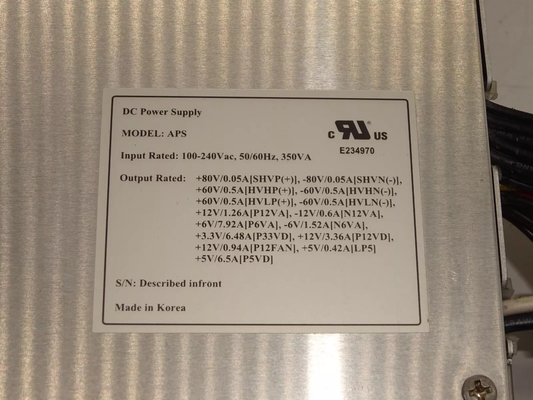 DC Power Supply
MODEL: APS
c RU US
E234970
Input Rated: 100-240Vac, 50/60Hz, 350VA
Output Rated: +80V/0.05A[SHVP(+)], -80V/0.05A[SHVN(-)],
+60V/0.5A[HVHP(+)], -60V/0.5A[HVHN(-)],
+60V/0.5A[HVLP(+)], -60V/0.5A[HVLN(-)],
+12V/1.26A[P12VA], -12V/0.6A[N12VA],
+6V/7.92A[P6VA], -6V/1.52A[N6VA],
+3.3V/6.48A[P33VD], +12V/3.36A[P12VD],
+12V/0.94A[P12FAN], +5V/0.42A[LP5]
+5V/6.5A[P5VD]
S/N: Described infront
Made in Korea